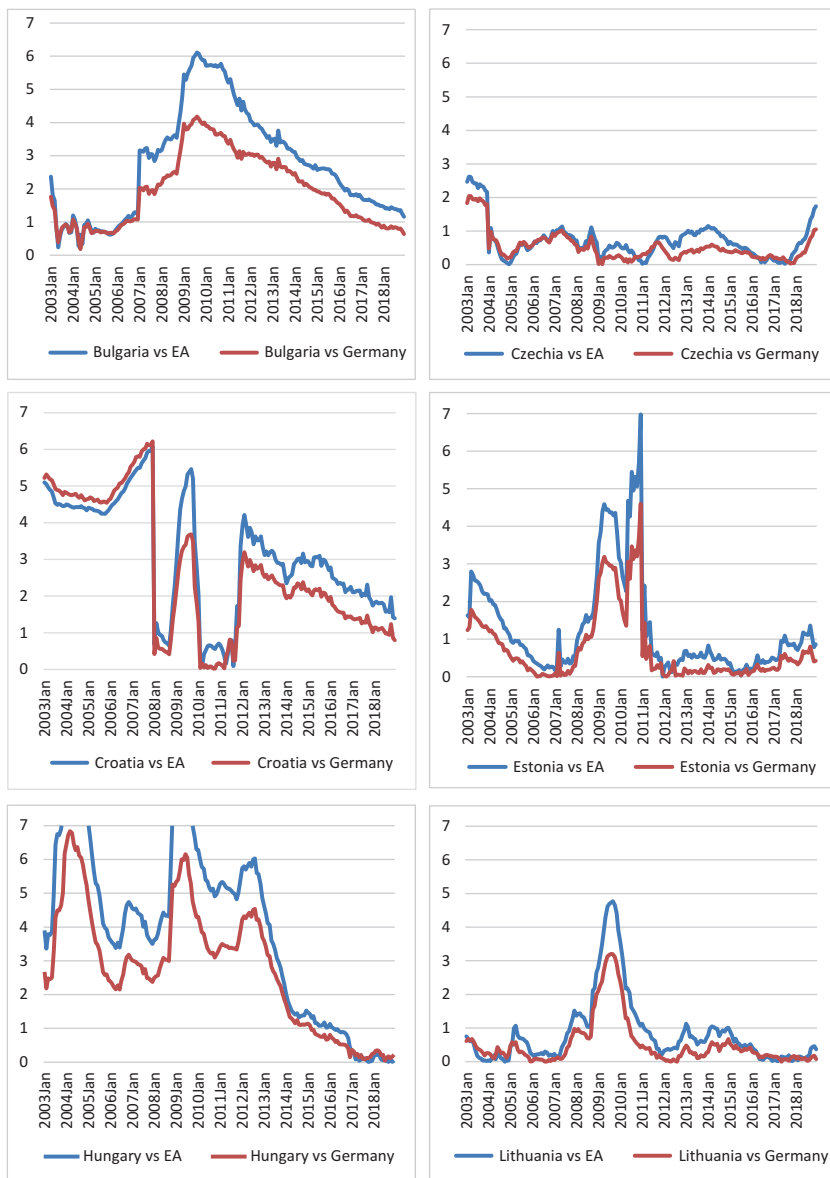 7
6
5
4
3
2
1
0
2003Jan
2004Jan
2005Jan
2006Jan
2007Jan
2008Jan
2009Jan
2010Jan
2011Jan
2012Jan
2013Jan
2014Jan
2015Jan
2016Jan
2017Jan
2018Jan
Bulgaria vs EA Bulgaria vs Germany
7
6
5
4
3
2
1
0
2003Jan
2004Jan
2005Jan
2006Jan
2007Jan
2008Jan
2009Jan
2010Jan
2011Jan
2012Jan
2013Jan
2014Jan
2015Jan
2016Jan
2017Jan
2018Jan
Czechia vs EA Czechia vs Germany
7
6
5
4
3
2
1
0
2003Jan
2004Jan
2005Jan
2006Jan
2007Jan
2008Jan
2009Jan
2010Jan
2011Jan
2012Jan
2013Jan
2014Jan
2015Jan
2016Jan
2017Jan
2018Jan
Croatia vs EA Croatia vs Germany
7
6
5
4
3
2
1
0
2003Jan
2004Jan
2005Jan
2006Jan
2007Jan
2008Jan
2009Jan
2010Jan
2011Jan
2012Jan
2013Jan
2014Jan
2015Jan
2016Jan
2017Jan
2018Jan
Estonia vs EA Estonia vs Germany
7
6
5
4
3
2
1
0
2003Jan
2004Jan
2005Jan
2006Jan
2007Jan
2008Jan
2009Jan
2010Jan
2011Jan
2012Jan
2013Jan
2014Jan
2015Jan
2016Jan
2017Jan
2018Jan
Hungary vs EA Hungary vs Germany
7
6
5
4
3
2
1
0
2003Jan
2004Jan
2005Jan
2006Jan
2007Jan
2008Jan
2009Jan
2010Jan
2011Jan
2012Jan
2013Jan
2014Jan
2015Jan
2016Jan
2017Jan
2018Jan
Lithuania vs EA Lithuania vs Germany